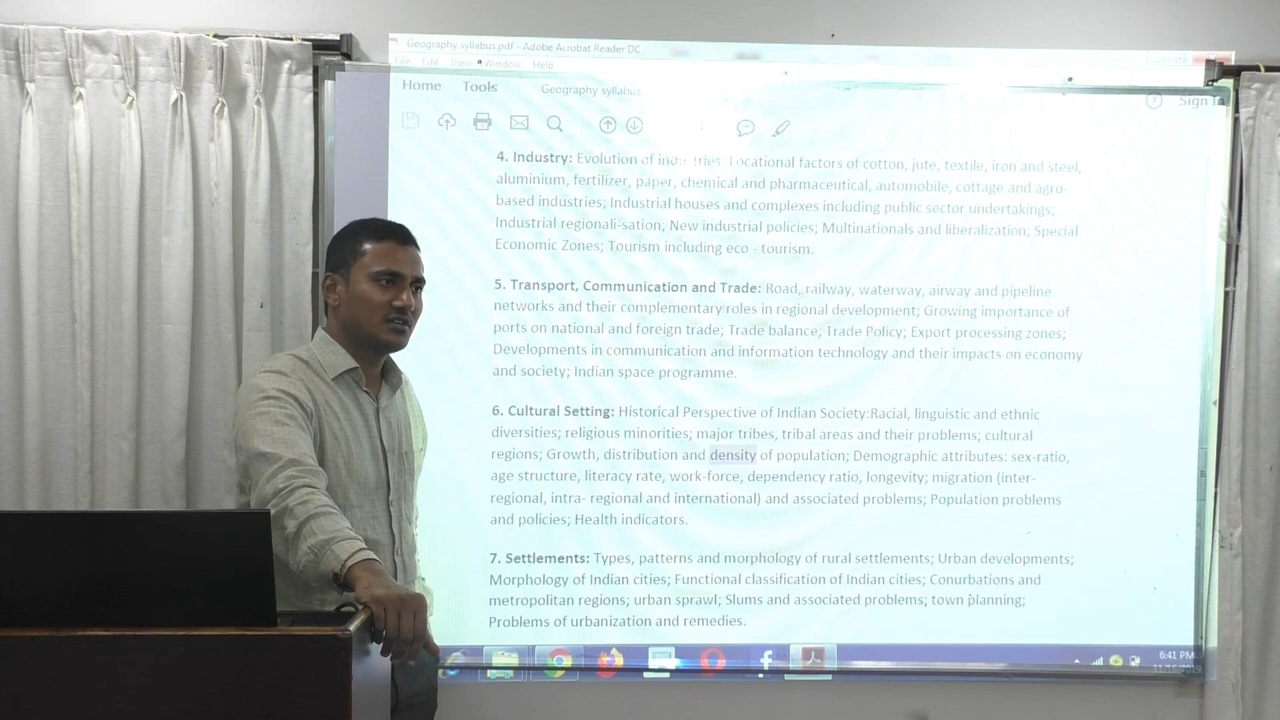 Geography syllabus.pdf - Adobe Acrobat Reader DC
File Edit View Window Help
Home Tools Geography syllabus
Sign In
4. Industry: Evolution of Locational factors of cotton, jute, textile, iron and steel,
aluminium, fertilizer, paper, chemical and pharmaceutical, automobile, cottage and agro-
based industries; Industrial houses and complexes including public sector undertakings;
Industrial regionali-sation; New industrial policies; Multinationals and liberalization; Special
Economic Zones; Tourism including eco - tourism.
5. Transport, Communication and Trade: Road, railway, waterway, airway and pipeline
networks and their complementary roles in regional development; Growing importance of
ports on national and foreign trade; Trade balance; Trade Policy; Export processing zones;
Developments in communication and information technology and their impacts on economy
and society; Indian space programme.
6. Cultural Setting: Historical Perspective of Indian Society:Racial, linguistic and ethnic
diversities; religious minorities; major tribes, tribal areas and their problems; cultural
regions; Growth, distribution and density of population; Demographic attributes: sex-ratio,
age structure, literacy rate, work-force, dependency ratio, longevity; migration (inter-
regional, intra- regional and international) and associated problems; Population problems
and policies; Health indicators.
7. Settlements: Types, patterns and morphology of rural settlements; Urban developments;
Morphology of Indian cities; Functional classification of Indian cities; Conurbations and
metropolitan regions; urban sprawl; Slums and associated problems; town planning;
Problems of urbanization and remedies.
6:41 PM